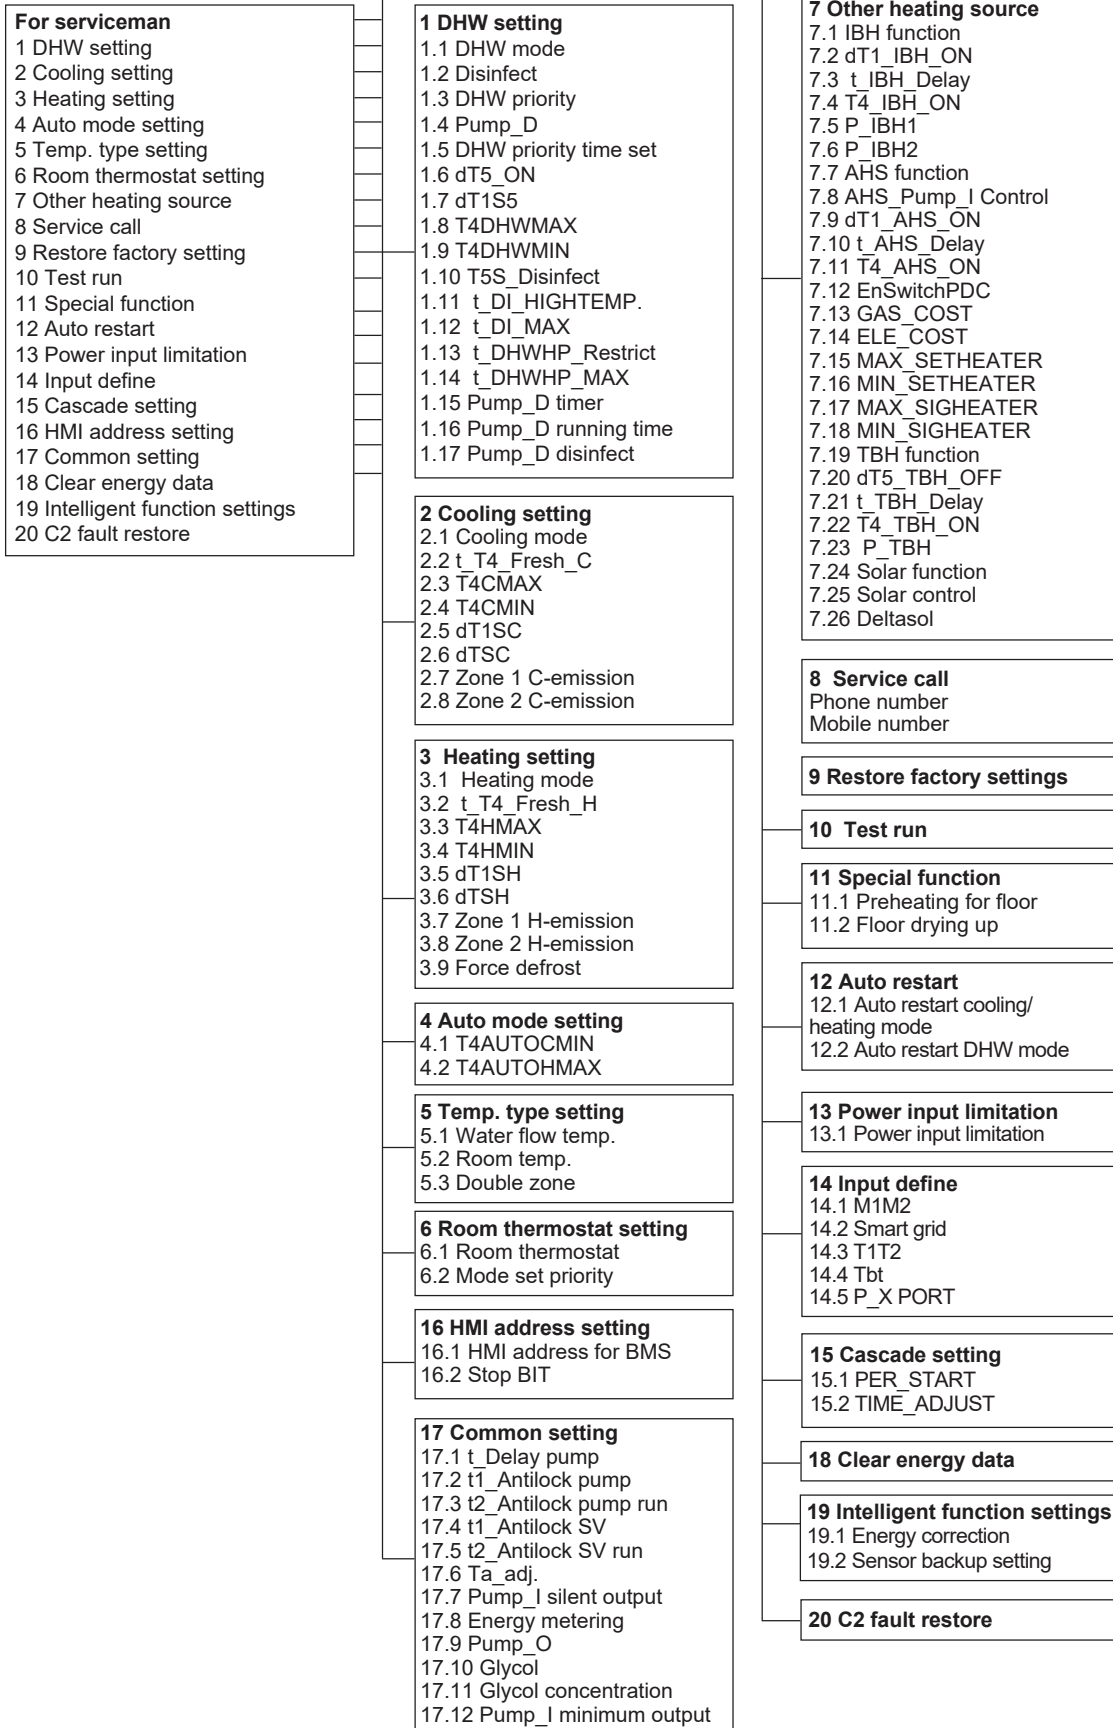 For serviceman
1 DHW setting
2 Cooling setting
3 Heating setting
4 Auto mode setting
5 Temp. type setting
6 Room thermostat setting
7 Other heating source
8 Service call
9 Restore factory setting
10 Test run
11 Special function
12 Auto restart
13 Power input limitation
14 Input define
15 Cascade setting
16 HMI address setting
17 Common setting
18 Clear energy data
19 Intelligent function settings
20 C2 fault restore
1 DHW setting
1.1 DHW mode
1.2 Disinfect
1.3 DHW priority
1.4 Pump_D
1.5 DHW priority time set
1.6 dT5_ON
1.7 dT1S5
1.8 T4DHWMAX
1.9 T4DHWMIN
1.10 T5S_Disinfect
1.11 t_DI_HIGHTEMP.
1.12 t_DI_MAX
1.13 t_DHWHP_Restrict
1.14 t_DHWHP_MAX
1.15 Pump_D timer
1.16 Pump_D running time
1.17 Pump_D disinfect
2 Cooling setting
2.1 Cooling mode
2.2 t_T4_Fresh_C
2.3 T4CMAX
2.4 T4CMIN
2.5 dT1SC
2.6 dTSC
2.7 Zone 1 C-emission
2.8 Zone 2 C-emission
3 Heating setting
3.1 Heating mode
3.2 t_T4_Fresh_H
3.3 T4HMAX
3.4 T4HMIN
3.5 dT1SH
3.6 dTSH
3.7 Zone 1 H-emission
3.8 Zone 2 H-emission
3.9 Force defrost
4 Auto mode setting
4.1 T4AUTOCMIN
4.2 T4AUTOHMAX
5 Temp. type setting
5.1 Water flow temp.
5.2 Room temp.
5.3 Double zone
6 Room thermostat setting
6.1 Room thermostat
6.2 Mode set priority
16 HMI address setting
16.1 HMI address for BMS
16.2 Stop BIT
17 Common setting
17.1 t_Delay pump
17.2 t1_Antilock pump
17.3 t2_Antilock pump run
17.4 t1_Antilock SV
17.5 t2_Antilock SV run
17.6 Ta_adj.
17.7 Pump_I silent output
17.8 Energy metering
17.9 Pump_O
17.10 Glycol
17.11 Glycol concentration
17.12 Pump_I minimum output
7 Other heating source
7.1 IBH function
7.2 dT1_IBH_ON
7.3 t_IBH_Delay
7.4 T4_IBH_ON
7.5 P_IBH1
7.6 P_IBH2
7.7 AHS function
7.8 AHS_Pump_I Control
7.9 dT1_AHS_ON
7.10 t_AHS_Delay
7.11 T4_AHS_ON
7.12 EnSwitchPDC
7.13 GAS_COST
7.14 ELE_COST
7.15 MAX_SETHEATER
7.16 MIN_SETHEATER
7.17 MAX_SIGHEATER
7.18 MIN_SIGHEATER
7.19 TBH function
7.20 dT5_TBH_OFF
7.21 t_TBH_Delay
7.22 T4_TBH_ON
7.23 P_TBH
7.24 Solar function
7.25 Solar control
7.26 Deltasol
8 Service call
Phone number
Mobile number
9 Restore factory settings
10 Test run
11 Special function
11.1 Preheating for floor
11.2 Floor drying up
12 Auto restart
12.1 Auto restart cooling/
heating mode
12.2 Auto restart DHW mode
13 Power input limitation
13.1 Power input limitation
14 Input define
14.1 M1M2
14.2 Smart grid
14.3 T1T2
14.4 Tbt
14.5 P_X PORT
15 Cascade setting
15.1 PER_START
15.2 TIME_ADJUST
18 Clear energy data
19 Intelligent function settings
19.1 Energy correction
19.2 Sensor backup setting
20 C2 fault restore